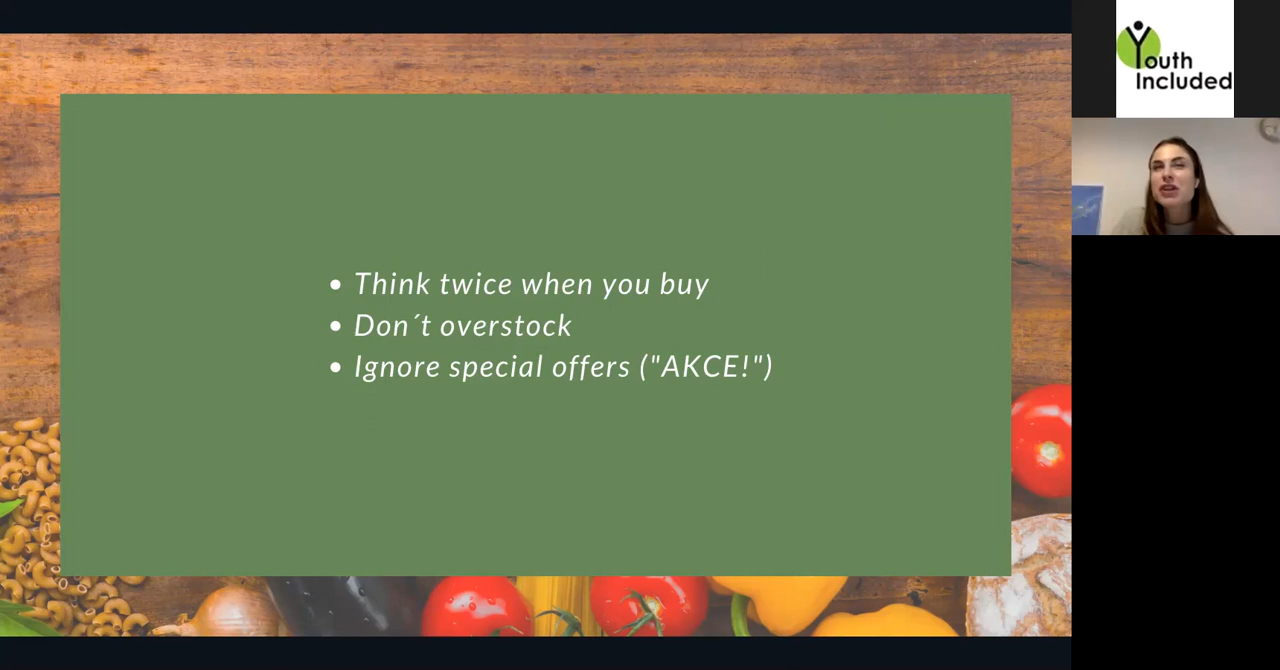 • Think twice when you buy
• Don´t overstock
• Ignore special offers ("AKCE!")
Youth
Included